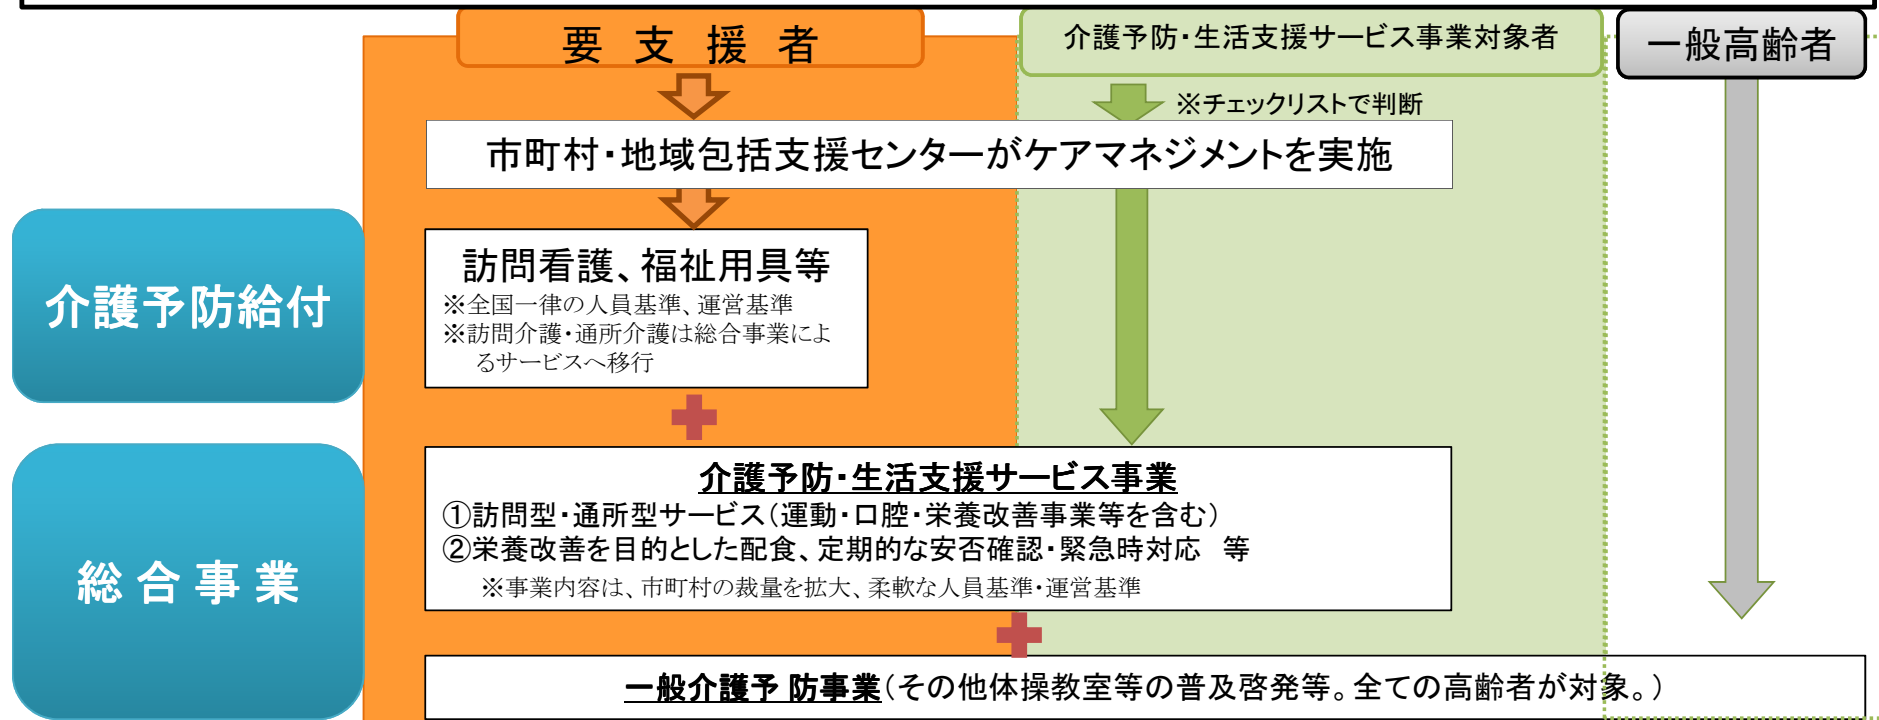 要 支 援 者
介護予防・生活支援サービス事業対象者
一般高齢者
※チェックリストで判断
市町村・地域包括支援センターがケアマネジメントを実施
介護予防給付
訪問看護、福祉用具等
※全国一律の人員基準、運営基準
※訪問介護・通所介護は総合事業によ
るサービスへ移行
総 合 事 業
介護予防・生活支援サービス事業
①訪問型・通所型サービス（運動・口腔・栄養改善事業等を含む）
②栄養改善を目的とした配食、定期的な安否確認・緊急時対応　等
※事業内容は、市町村の裁量を拡大、柔軟な人員基準・運営基準
一般介護予 防事業（その他体操教室等の普及啓発等。全ての高齢者が対象。）